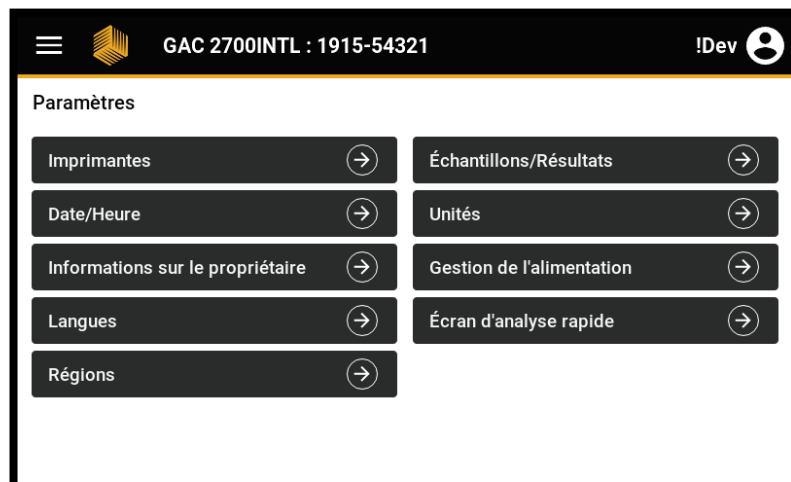 GAC 2700INTL : 1915-54321
!Dev
Paramètres
Imprimantes
Échantillons/Résultats
Date/Heure
Unités
Informations sur le propriétaire
Gestion de l'alimentation
Langues
Écran d'analyse rapide
Régions